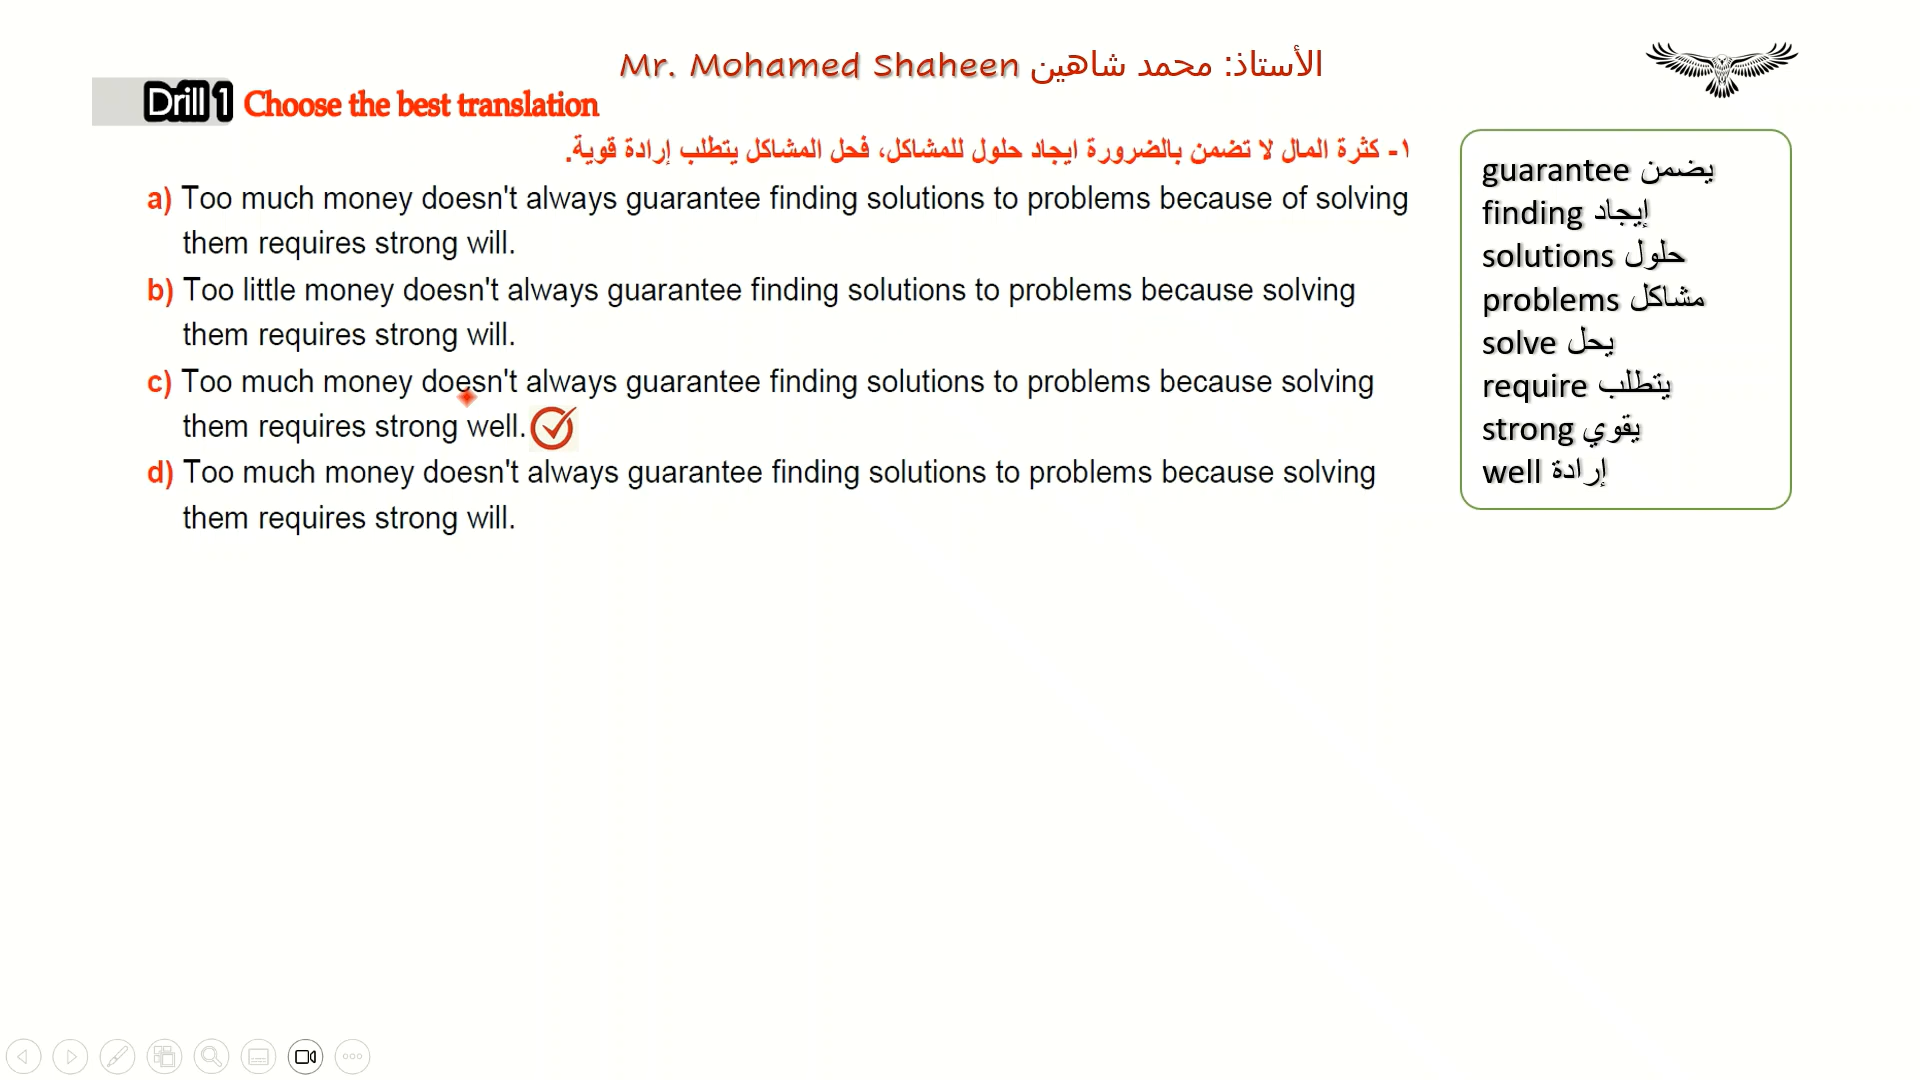 Mr. Mohamed Shaheen الأستاذ: محمد شاهين
Drill 1 Choose the best translation
١- كثرة المال لا تضمن بالضرورة ايجاد حلول للمشاكل، فحل المشاكل يتطلب إرادة قوية.
a) Too much money doesn't always guarantee finding solutions to problems because of solving
them requires strong will.
b) Too little money doesn't always guarantee finding solutions to problems because solving
them requires strong will.
c) Too much money doesn't always guarantee finding solutions to problems because solving
them requires strong well.
d) Too much money doesn't always guarantee finding solutions to problems because solving
them requires strong will.
guarantee يضمن
finding إيجاد
solutions حلول
problems مشاكل
solve يحل
require يتطلب
strong يقوي
well إرادة